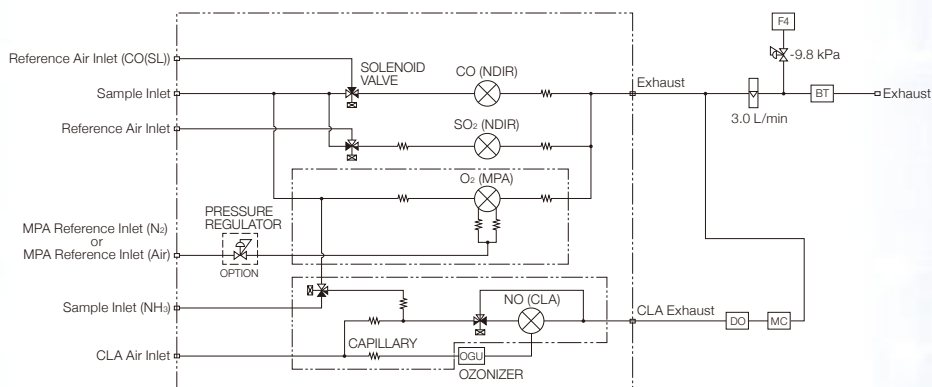 F4
-9.8 kPa
Reference Air Inlet (CO(SL))
SOLENOID
VALVE
CO (NDIR)
Exhaust
Sample Inlet
BT
Exhaust
3.0 L/min
Reference Air Inlet
SO₂ (NDIR)
O₂ (MPA)
PRESSURE
REGULATOR
MPA Reference Inlet (N₂)
or
MPA Reference Inlet (Air)
OPTION
NO (CLA)
Sample Inlet (NH₃)
CLA Exhaust
DO
MC
CAPILLARY
CLA Air Inlet
OGU
OZONIZER